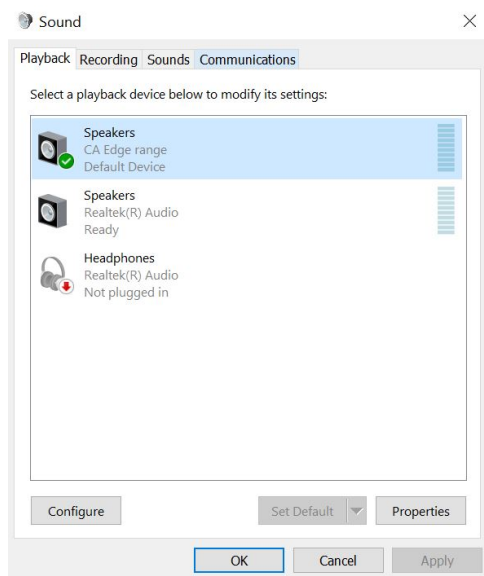 Sound
Playback Recording Sounds Communications
Select a playback device below to modify its settings:
Speakers
CA Edge range
Default Device
Speakers
Realtek(R) Audio
Ready
Headphones
Realtek(R) Audio
Not plugged in
Configure Set Default Properties
OK Cancel Apply